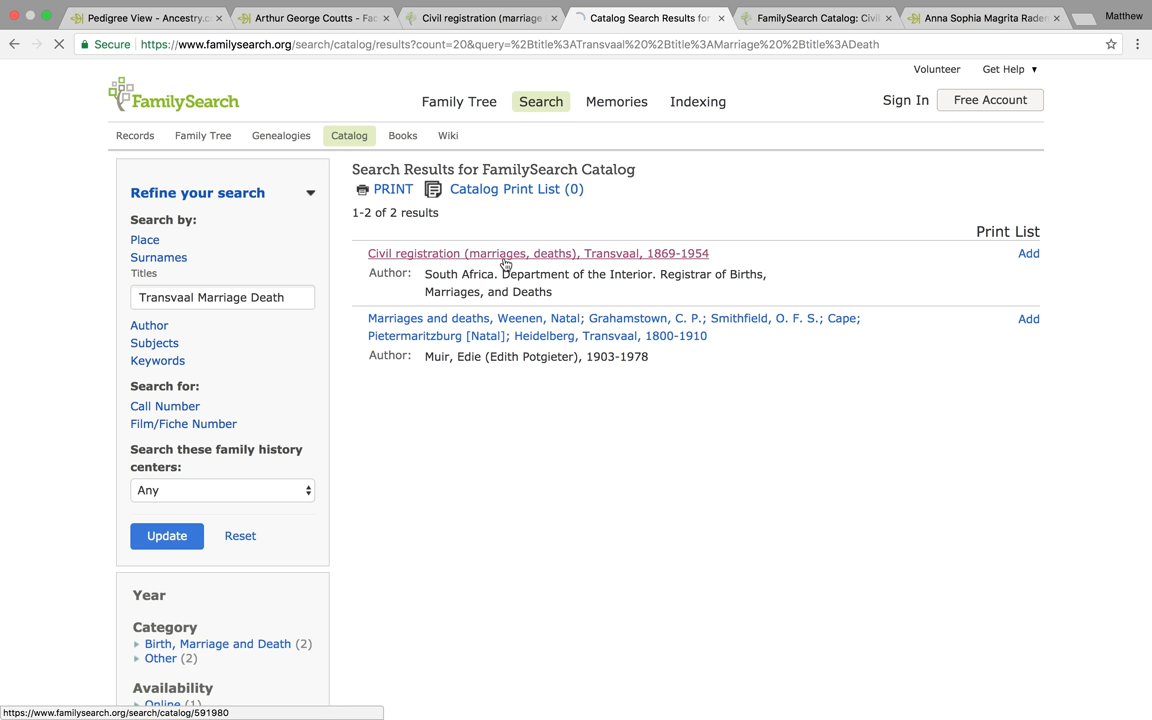 Pedigree View - Ancestry.c
Arthur George Coutts - Fac
Civil registration (marriage
Catalog Search Results for
FamilySearch Catalog: Civil
Anna Sophia Magrita Raden
Matthew
Secure
https://www.familysearch.org/search/catalog/results?count=20&query=%2Btitle%3ATransvaal%20%2Btitle%3AMarriage%20%2Btitle%3ADeath
Volunteer Get Help ▼
FamilySearch
Family Tree Search Memories Indexing
Sign In Free Account
Records Family Tree Genealogies Catalog Books Wiki
Refine your search
Search by:
Place
Surnames
Titles
Transvaal Marriage Death
Author
Subjects
Keywords
Search for:
Call Number
Film/Fiche Number
Search these family history
centers:
Any
Update Reset
Year
Category
Birth, Marriage and Death (2)
Other (2)
Availability
Online (1)
Search Results for FamilySearch Catalog
PRINT Catalog Print List (0)
1-2 of 2 results
Print List
Civil registration (marriages, deaths), Transvaal, 1869-1954 Add
Author: South Africa. Department of the Interior. Registrar of Births,
Marriages, and Deaths
Marriages and deaths, Weenen, Natal; Grahamstown, C. P.; Smithfield, O. F. S.; Cape; Add
Pietermaritzburg [Natal]; Heidelberg, Transvaal, 1800-1910
Author: Muir, Edie (Edith Potgieter), 1903-1978
https://www.familysearch.org/search/catalog/591980